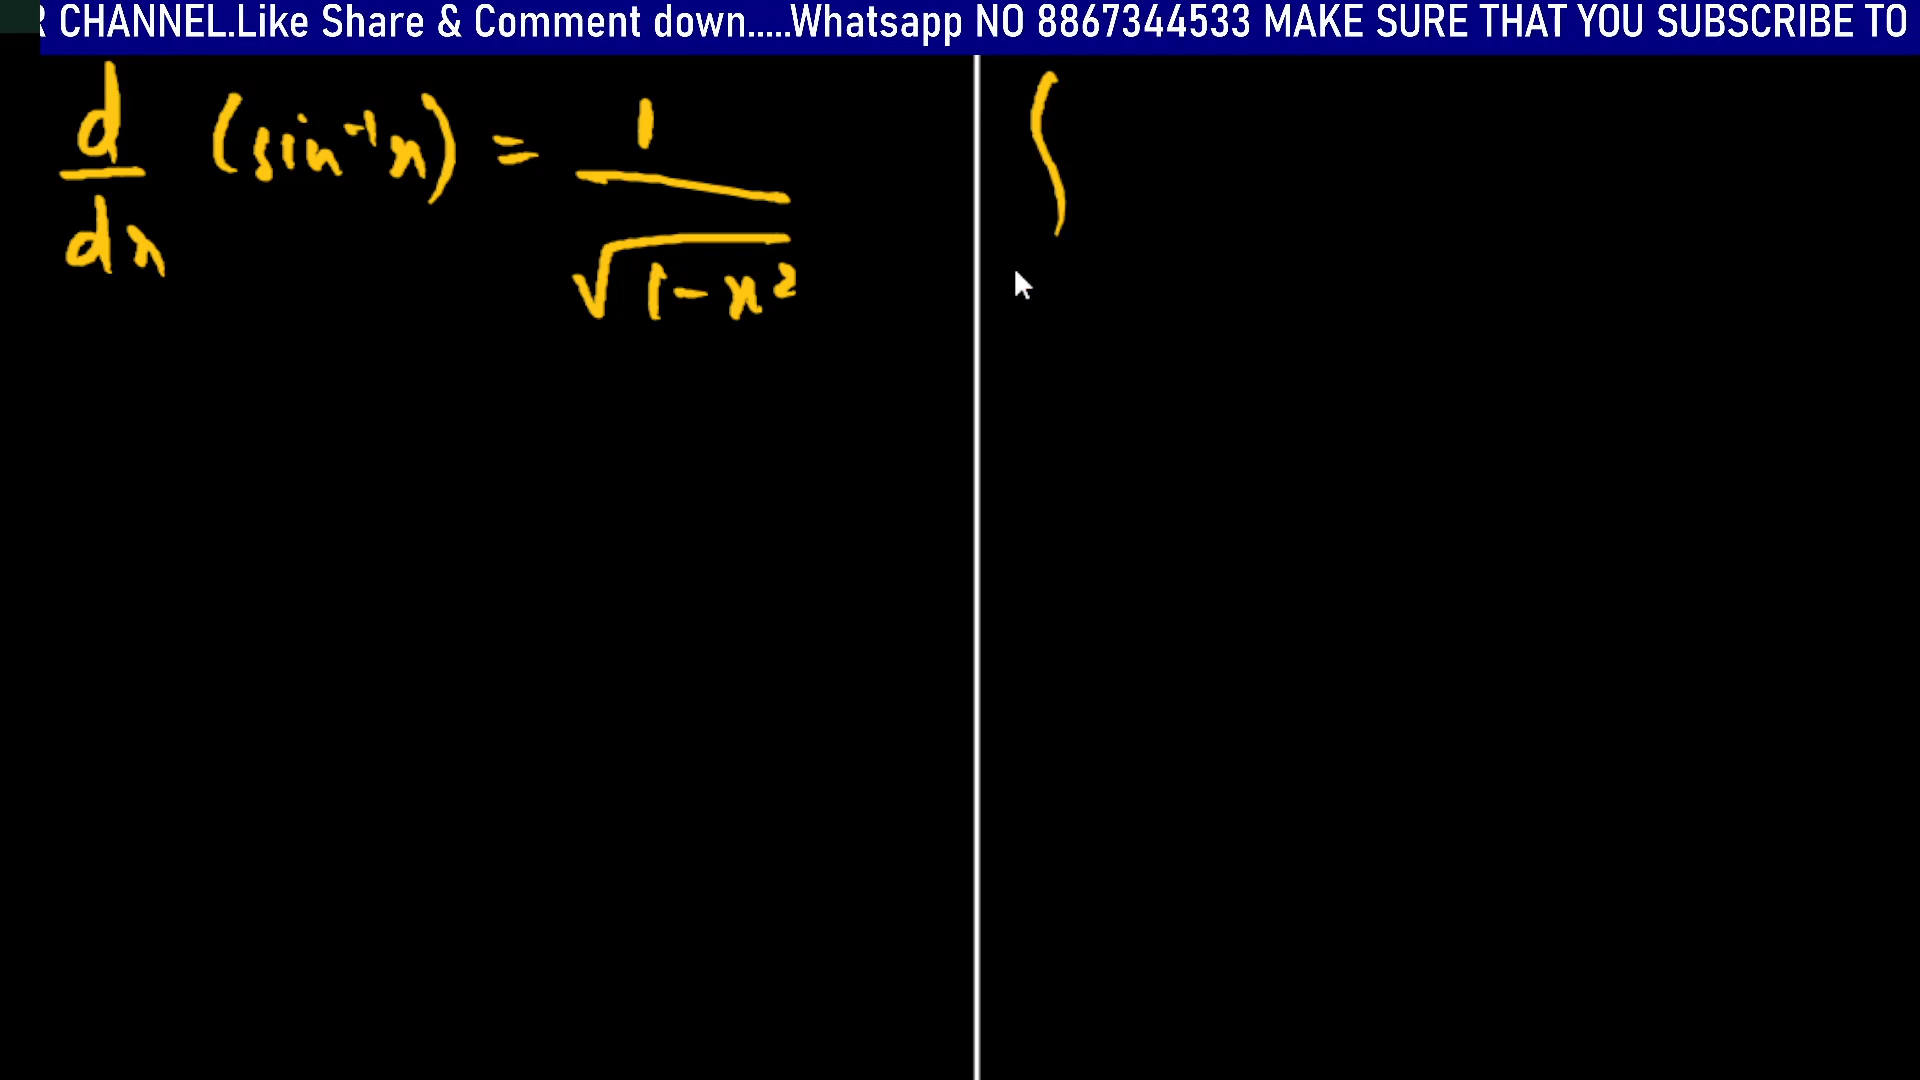 R CHANNEL.Like Share & Comment down.....Whatsapp NO 8867344533 MAKE SURE THAT YOU SUBSCRIBE TO
d/dx (sin⁻¹x) = 1/√(1-x²)
∫